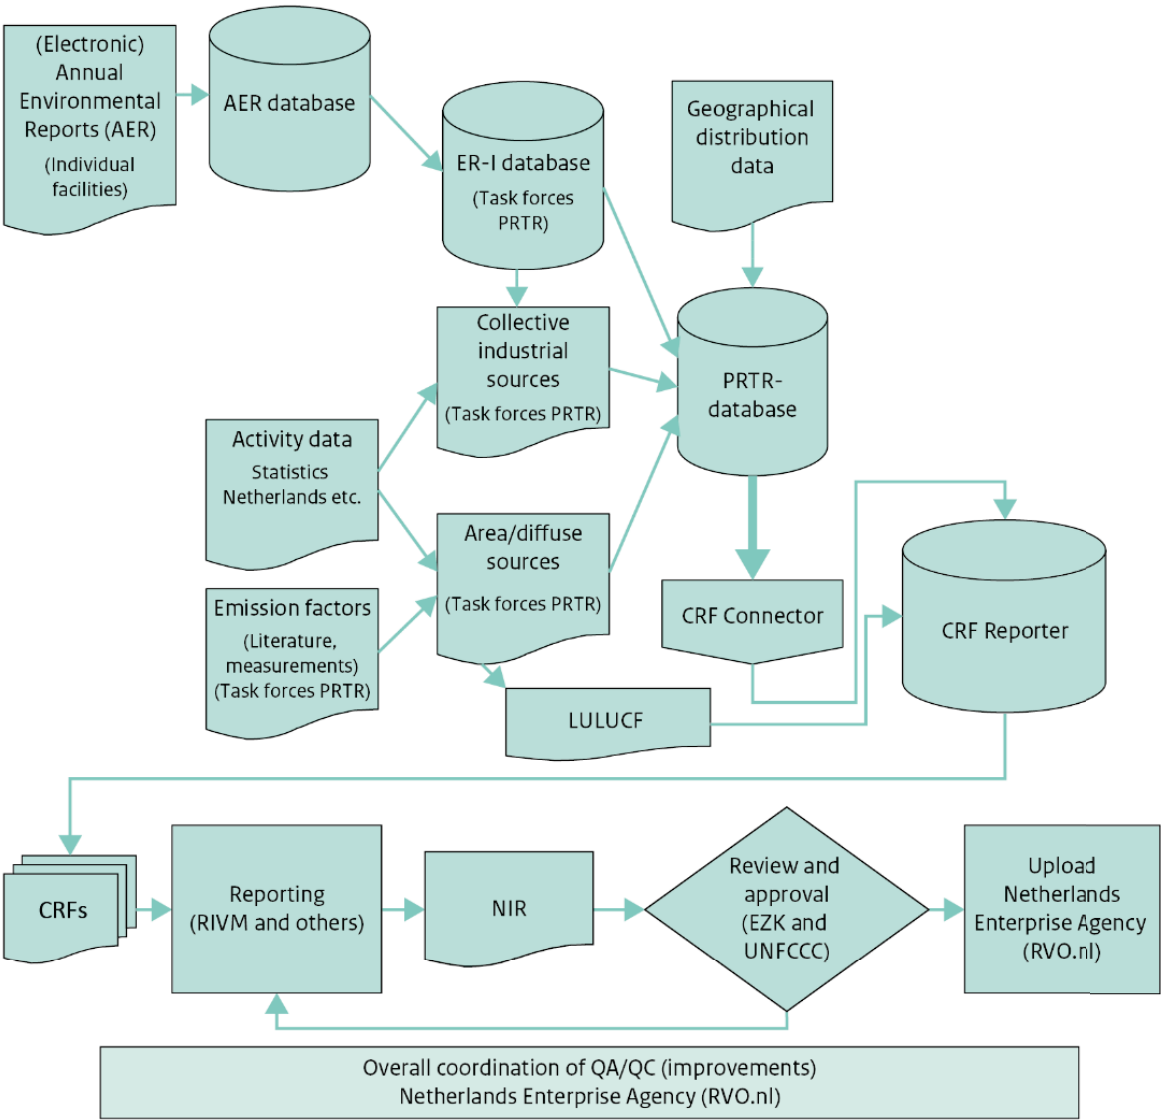 (Electronic)
Annual
Environmental
Reports (AER)
(Individual
facilities)
AER database
ER-I database
(Task forces
PRTR)
Geographical
distribution
data
Collective
industrial
sources
(Task forces PRTR)
PRTR-
database
Activity data
Statistics
Netherlands etc.
Area/diffuse
sources
(Task forces PRTR)
Emission factors
(Literature,
measurements)
(Task forces PRTR)
CRF Connector
CRF Reporter
LULUCF
CRFs
Reporting
(RIVM and others)
NIR
Review and
approval
(EZK and
UNFCCC)
Upload
Netherlands
Enterprise Agency
(RVO.nl)
Overall coordination of QA/QC (improvements)
Netherlands Enterprise Agency (RVO.nl)